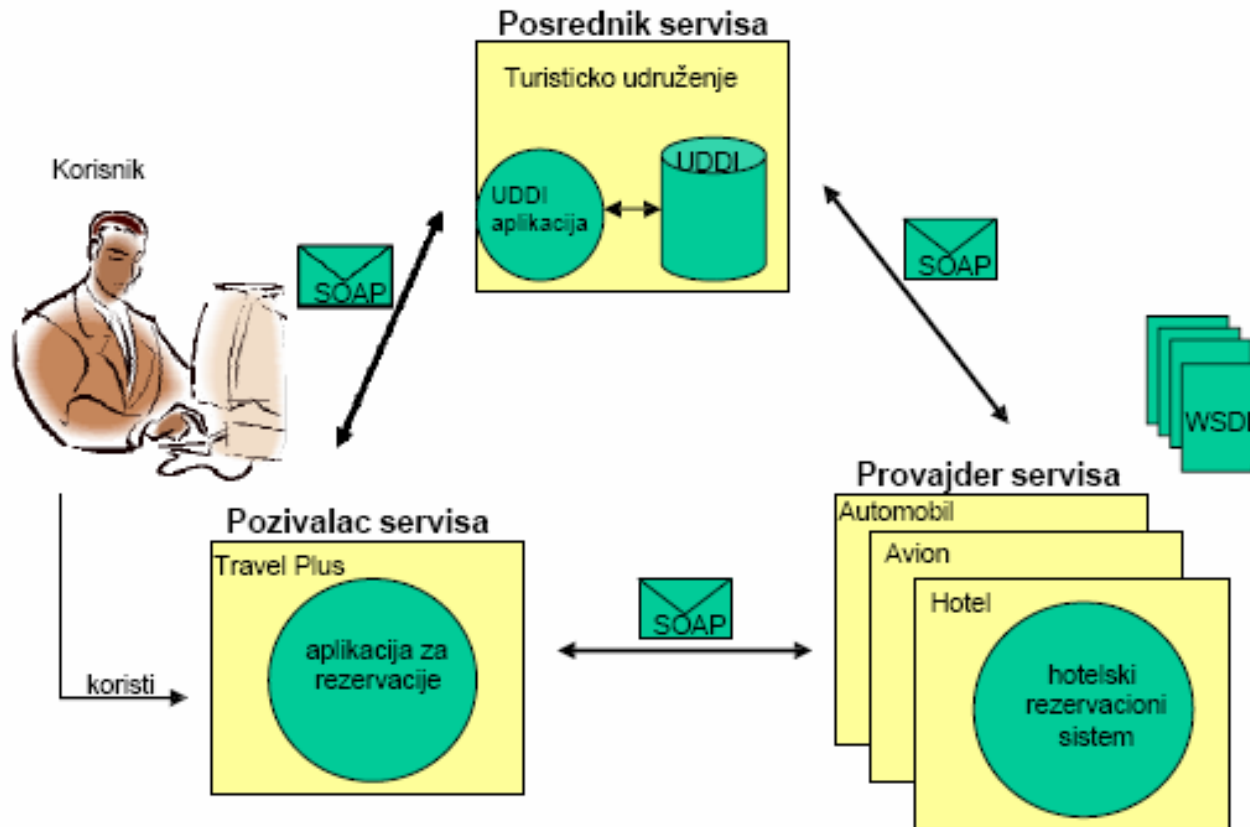 Posrednik servisa
Turisticko udruženje
UDDI
UDDI
aplikacija
Korisnik
SOAP
SOAP
WSDL
Provajder servisa
Automobil
Avion
Hotel
hotelski
rezervacioni
sistem
Pozivalac servisa
Travel Plus
aplikacija za
rezervacije
SOAP
koristi